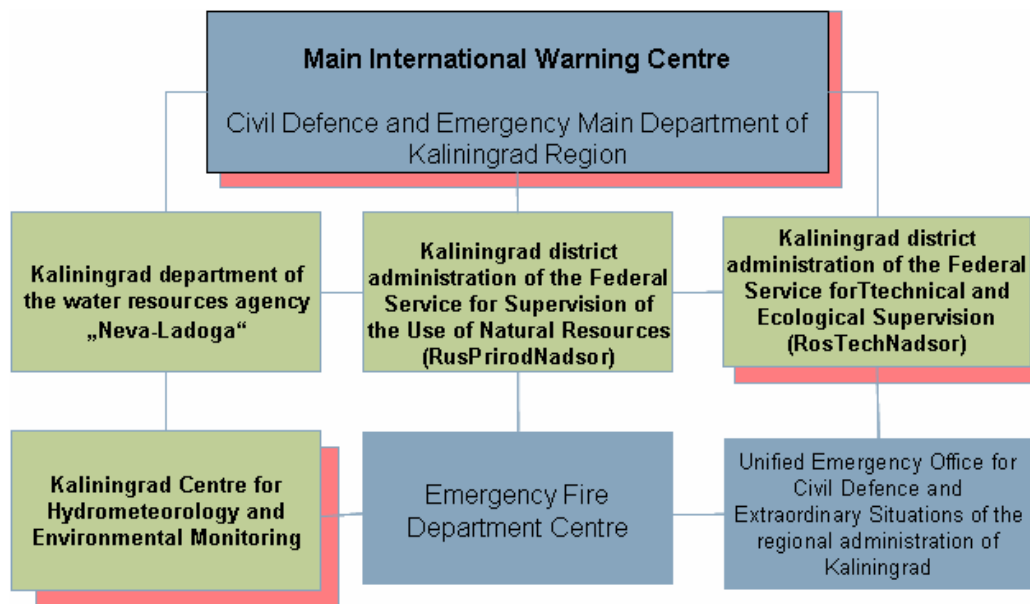 Main International Warning Centre
Civil Defence and Emergency Main Department of
Kaliningrad Region
Kaliningrad department of
the water resources agency
„Neva-Ladoga“
Kaliningrad district
administration of the Federal
Service for Supervision of
the Use of Natural Resources
(RusPrirodNadsor)
Kaliningrad district
administration of the Federal
Service forTtechnical and
Ecological Supervision
(RosTechNadsor)
Kaliningrad Centre for
Hydrometeorology and
Environmental Monitoring
Emergency Fire
Department Centre
Unified Emergency Office for
Civil Defence and
Extraordinary Situations of the
regional administration of
Kaliningrad